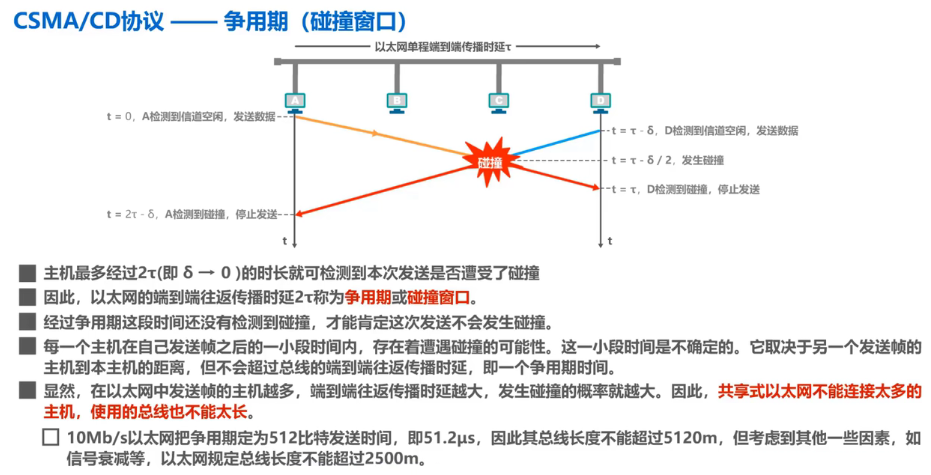 CSMA/CD协议 —— 争用期（碰撞窗口）
以太网单程端到端传播时延τ
A
B
C
D
t = 0，A检测到信道空闲，发送数据
t = τ - δ，D检测到信道空闲，发送数据
碰撞
t = τ - δ / 2，发生碰撞
t = τ，D检测到碰撞，停止发送
t = 2τ - δ，A检测到碰撞，停止发送
t
t
主机最多经过2τ(即 δ → 0 )的时长就可检测到本次发送是否遭受了碰撞
因此，以太网的端到端往返传播时延2τ称为争用期或碰撞窗口。
经过争用期这段时间还没有检测到碰撞，才能肯定这次发送不会发生碰撞。
每一个主机在自己发送帧之后的一小段时间内，存在着遭遇碰撞的可能性。这一小段时间是不确定的。它取决于另一个发送帧的
主机到本主机的距离，但不会超过总线的端到端往返传播时延，即一个争用期时间。
显然，在以太网中发送帧的主机越多，端到端往返传播时延越大，发生碰撞的概率就越大。因此，共享式以太网不能连接太多的
主机，使用的总线也不能太长。
10Mb/s以太网把争用期定为512比特发送时间，即51.2μs，因此其总线长度不能超过5120m，但考虑到其他一些因素，如
信号衰减等，以太网规定总线长度不能超过2500m。